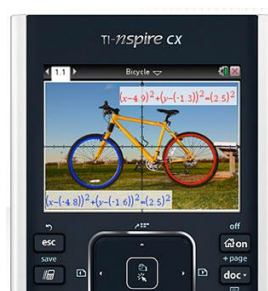 TI-nspire CX
1.1
Bicycle
(x-4.9)²+(y-(-1.3))²=(2.5)²
(x-(-4.8))²+(y-(-1.6))²=(2.5)²
off
esc
on
save
+page
doc